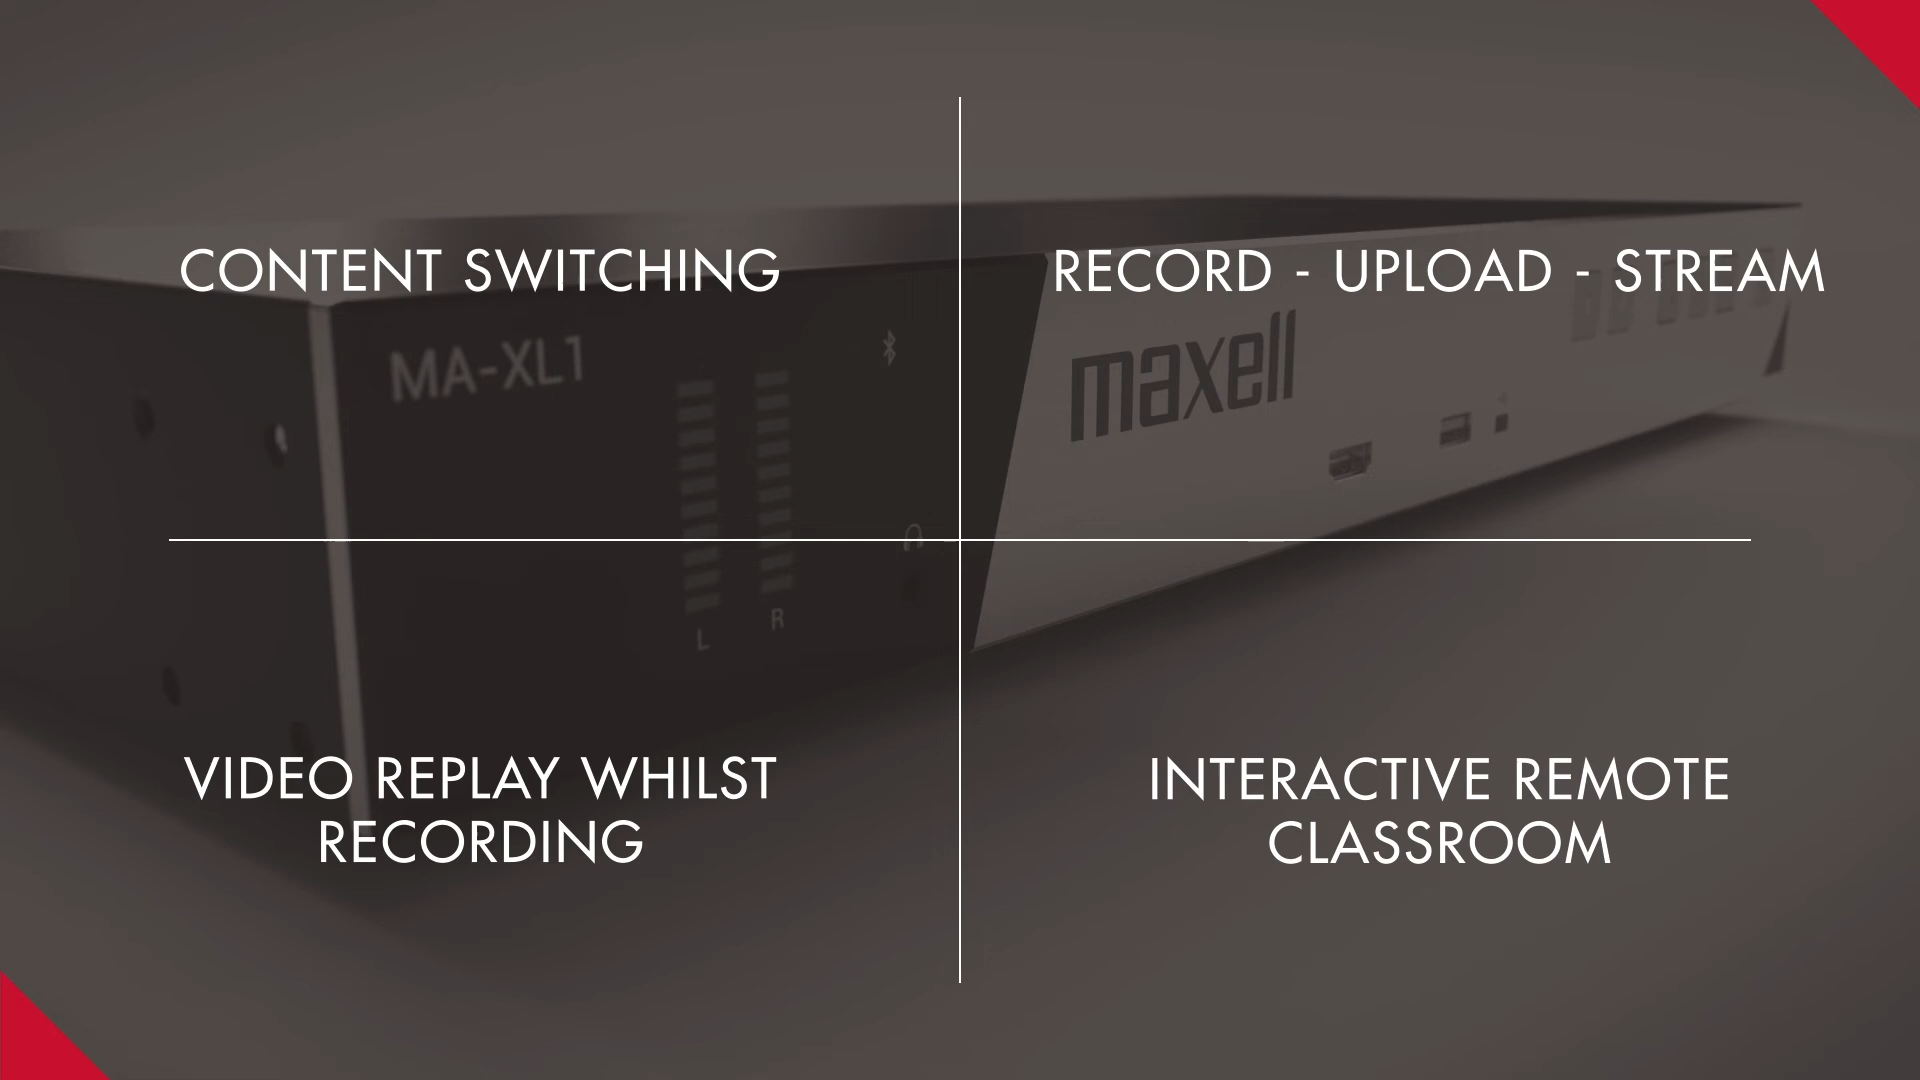 CONTENT SWITCHING
RECORD - UPLOAD - STREAM
MA-XL1
maxell
L
R
VIDEO REPLAY WHILST
RECORDING
INTERACTIVE REMOTE
CLASSROOM